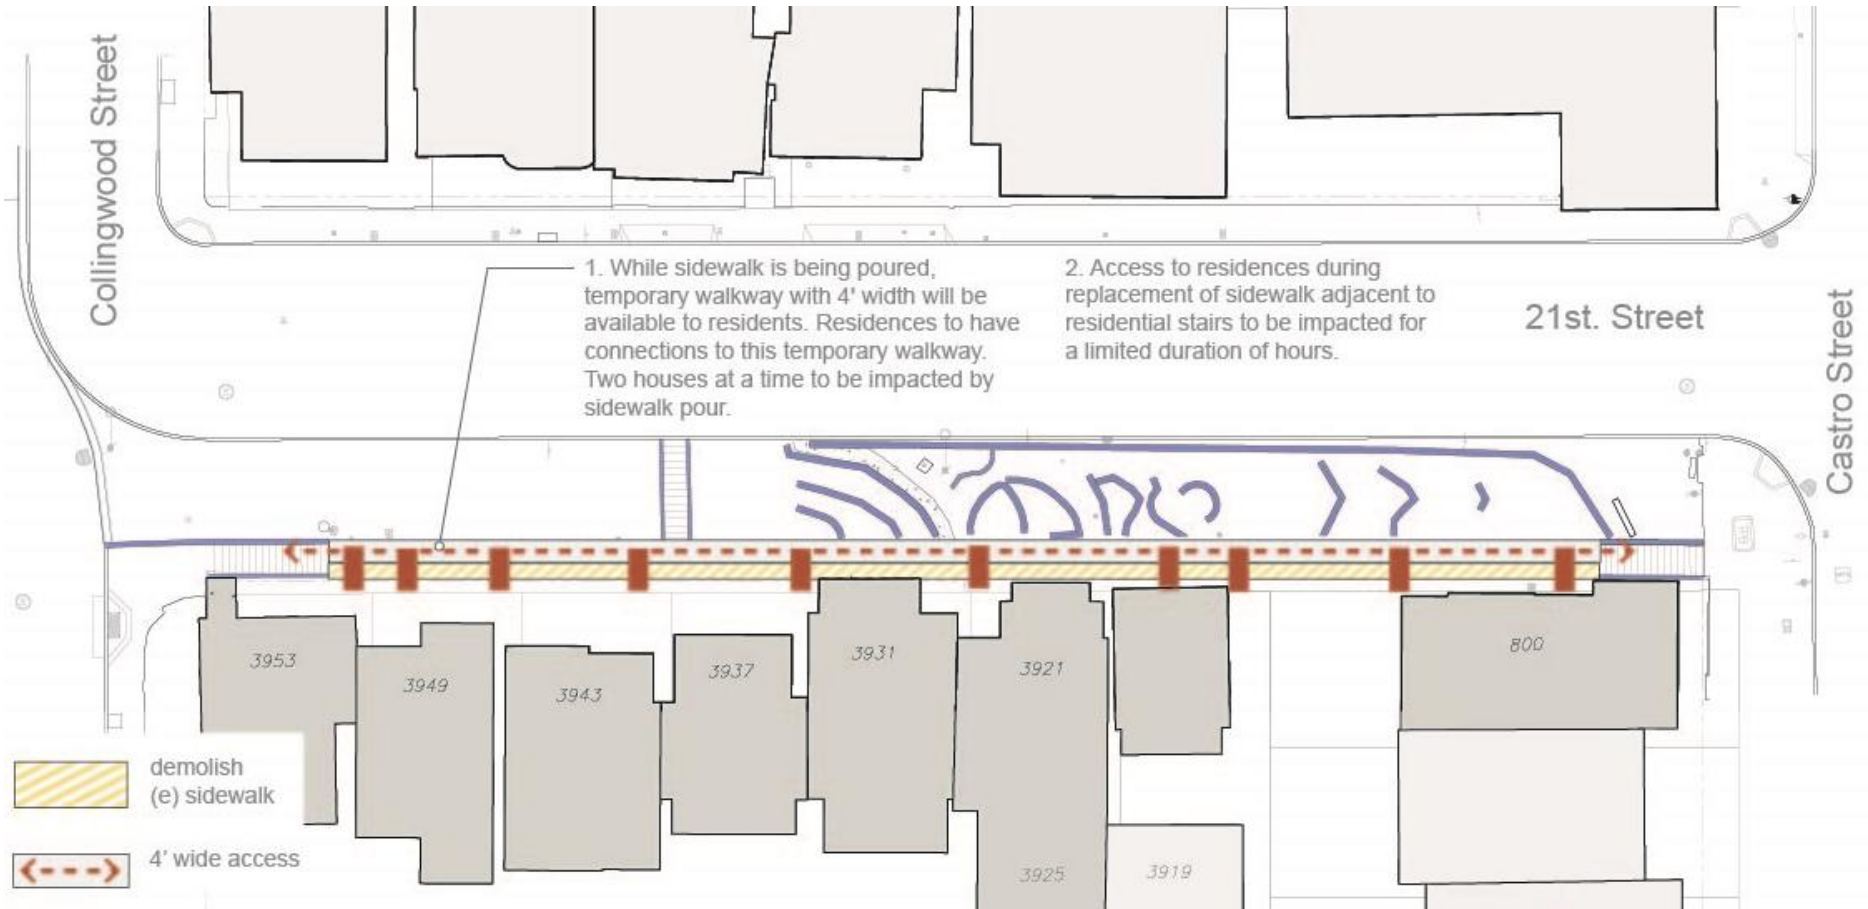 Collingwood Street
1. While sidewalk is being poured,
temporary walkway with 4' width will be
available to residents. Residences to have
connections to this temporary walkway.
Two houses at a time to be impacted by
sidewalk pour.
2. Access to residences during
replacement of sidewalk adjacent to
residential stairs to be impacted for
a limited duration of hours.
21st. Street
Castro Street
3953
3949
3943
3937
3931
3921
800
3925
3919
demolish
(e) sidewalk
4' wide access